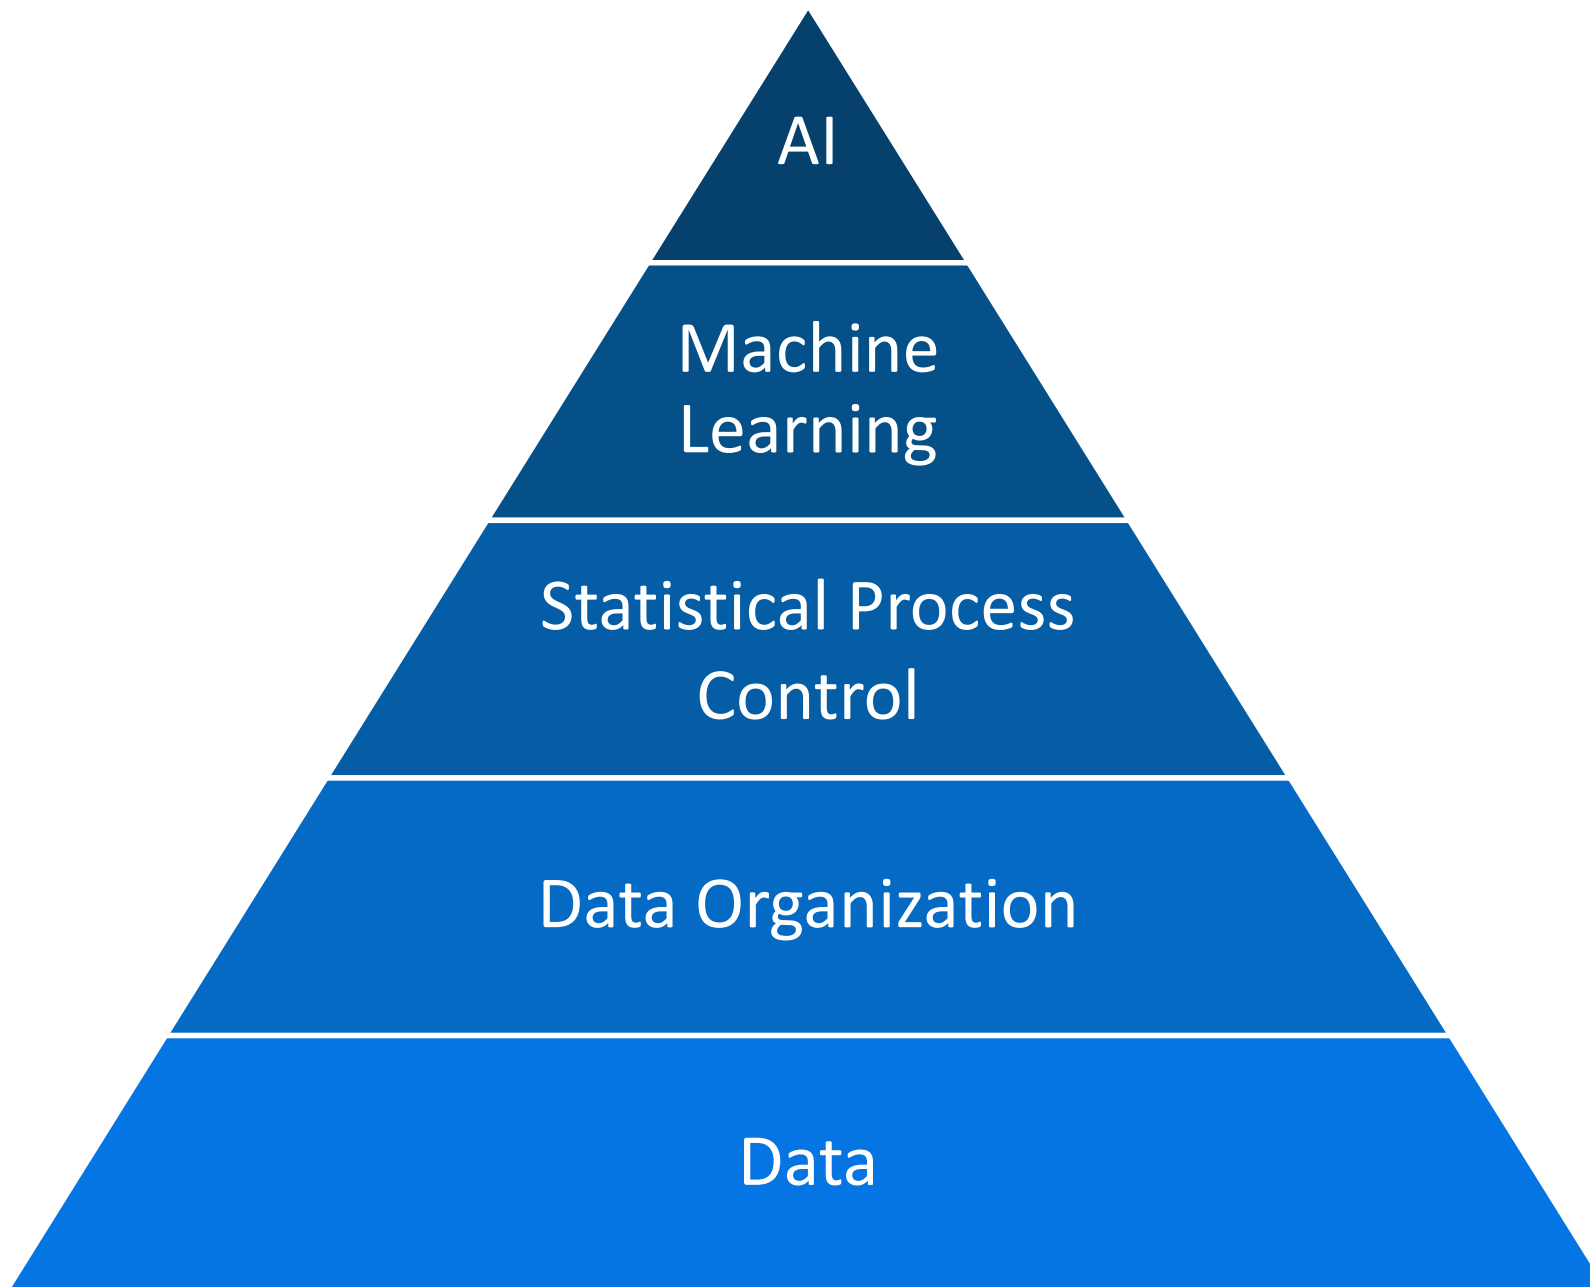 AI
Machine
Learning
Statistical Process
Control
Data Organization
Data